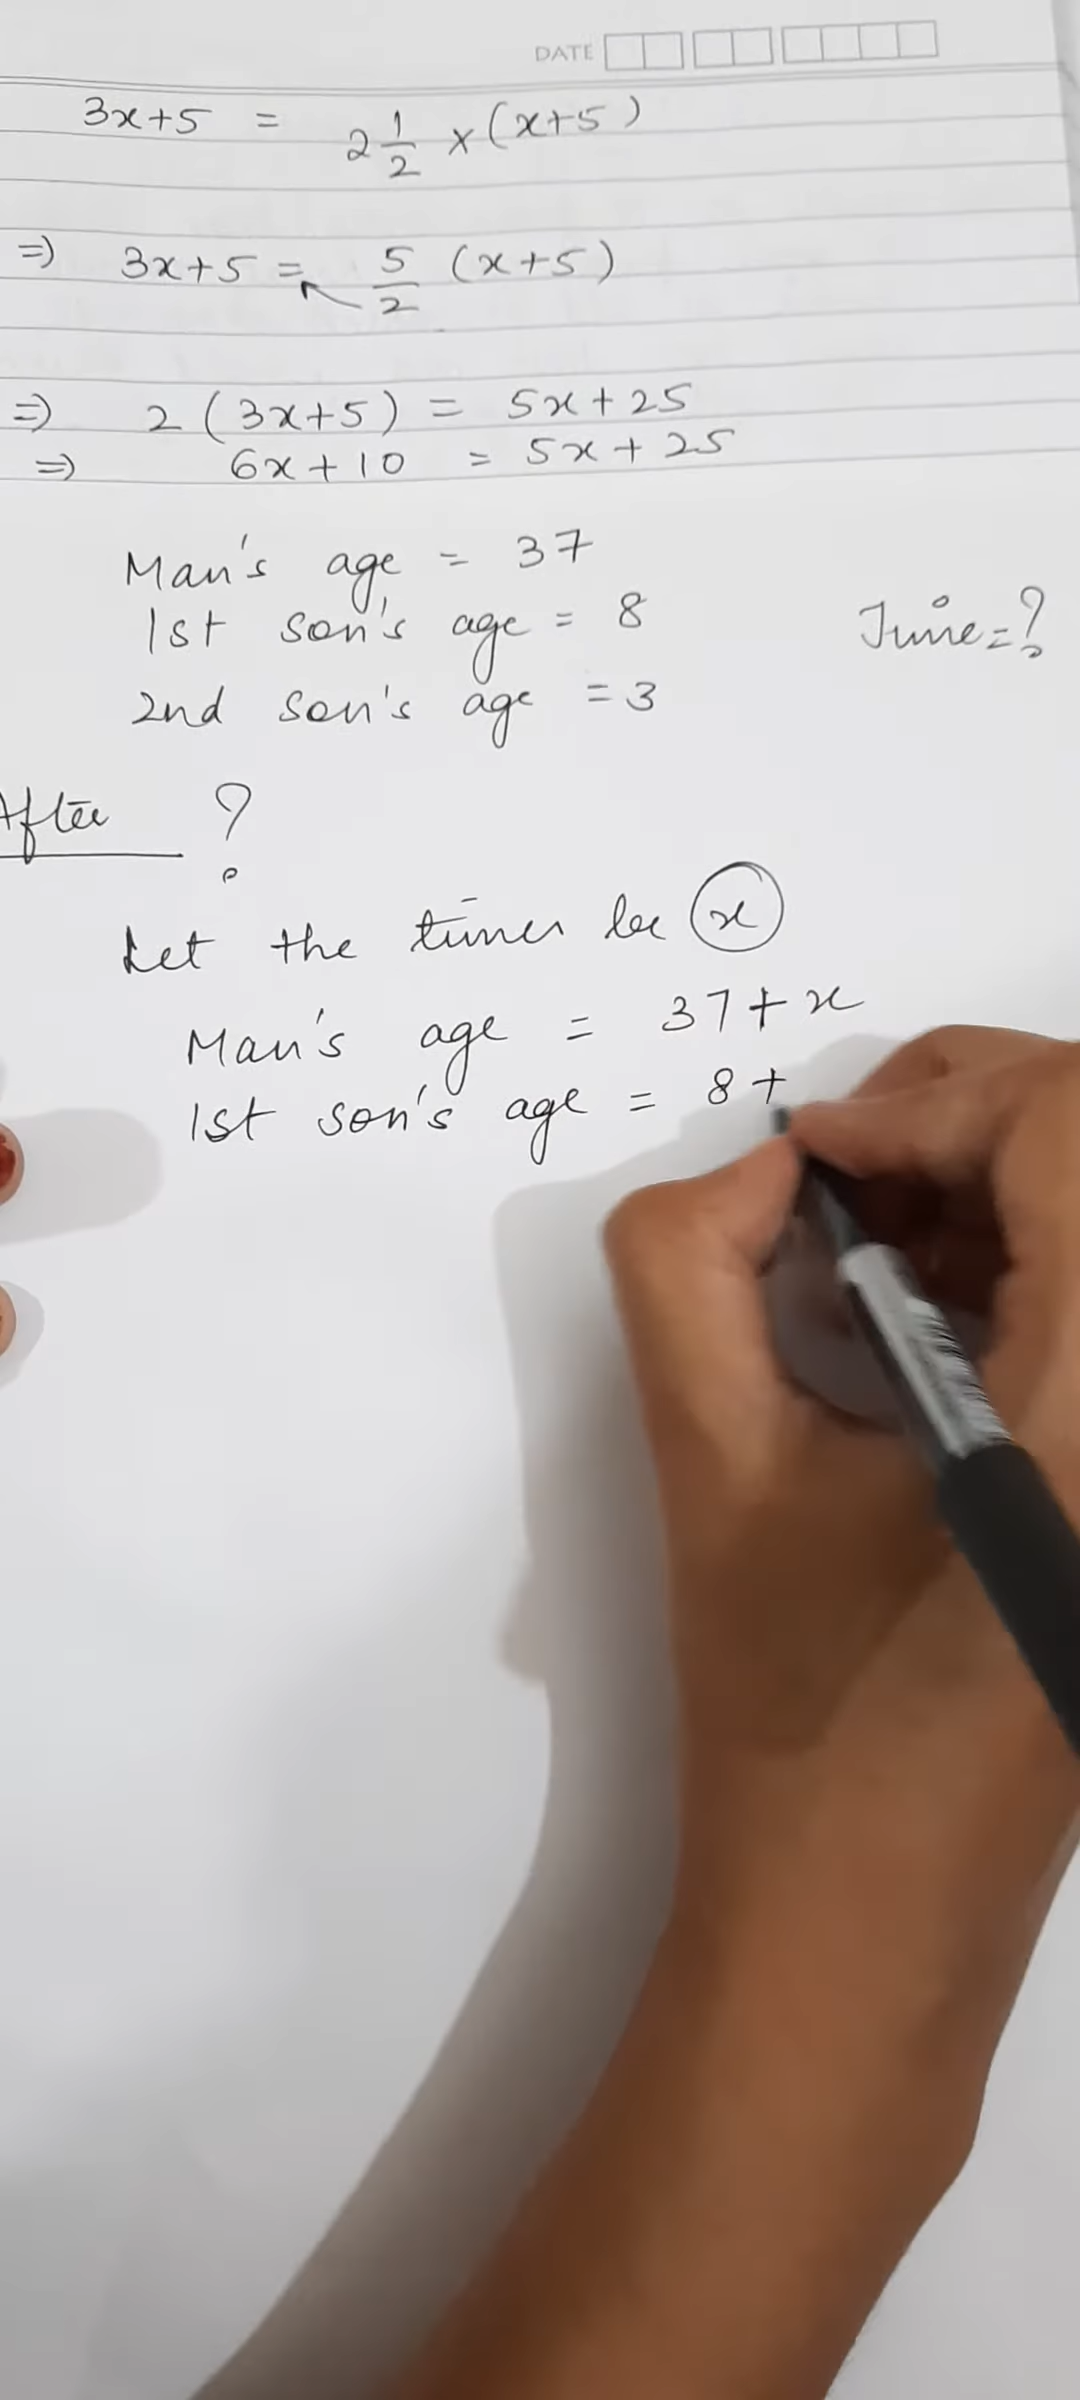 DATE
3x+5 = 2 1/2 × (x+5)
=) 3x+5 = 5/2 (x+5)
=) 2 (3x+5) = 5x+25
=) 6x+10 = 5x+25
Man's age = 37
1st son's age = 8
Time=?
2nd son's age =3
After ?
Let the times be x
Man's age = 37+x
1st son's age = 8+